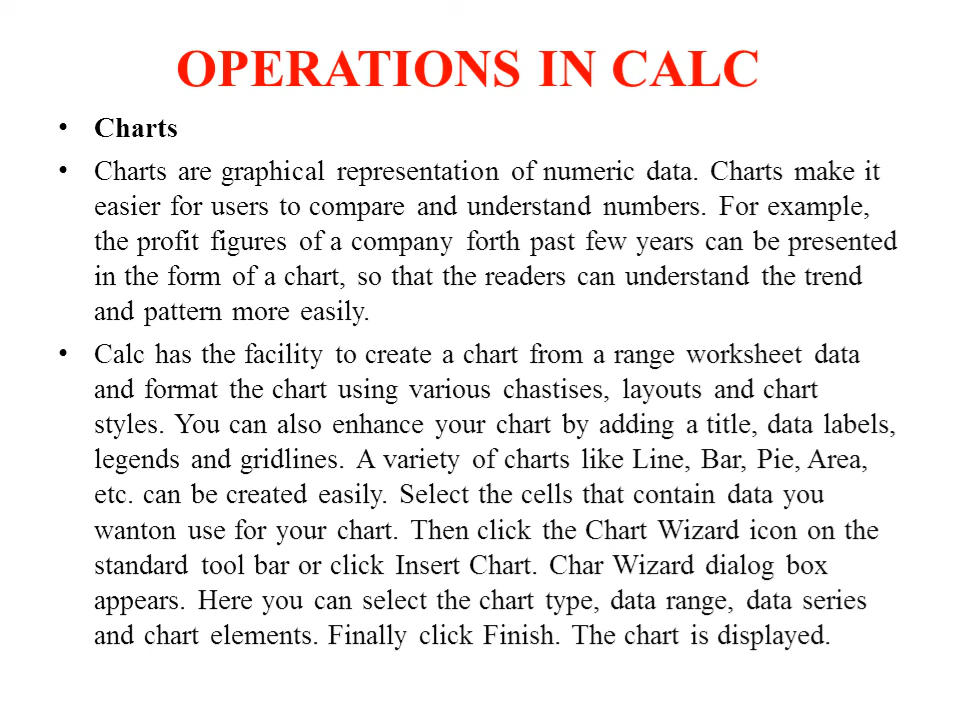 OPERATIONS IN CALC
• Charts
• Charts are graphical representation of numeric data. Charts make it
easier for users to compare and understand numbers. For example,
the profit figures of a company forth past few years can be presented
in the form of a chart, so that the readers can understand the trend
and pattern more easily.
• Calc has the facility to create a chart from a range worksheet data
and format the chart using various chastises, layouts and chart
styles. You can also enhance your chart by adding a title, data labels,
legends and gridlines. A variety of charts like Line, Bar, Pie, Area,
etc. can be created easily. Select the cells that contain data you
wanton use for your chart. Then click the Chart Wizard icon on the
standard tool bar or click Insert Chart. Char Wizard dialog box
appears. Here you can select the chart type, data range, data series
and chart elements. Finally click Finish. The chart is displayed.